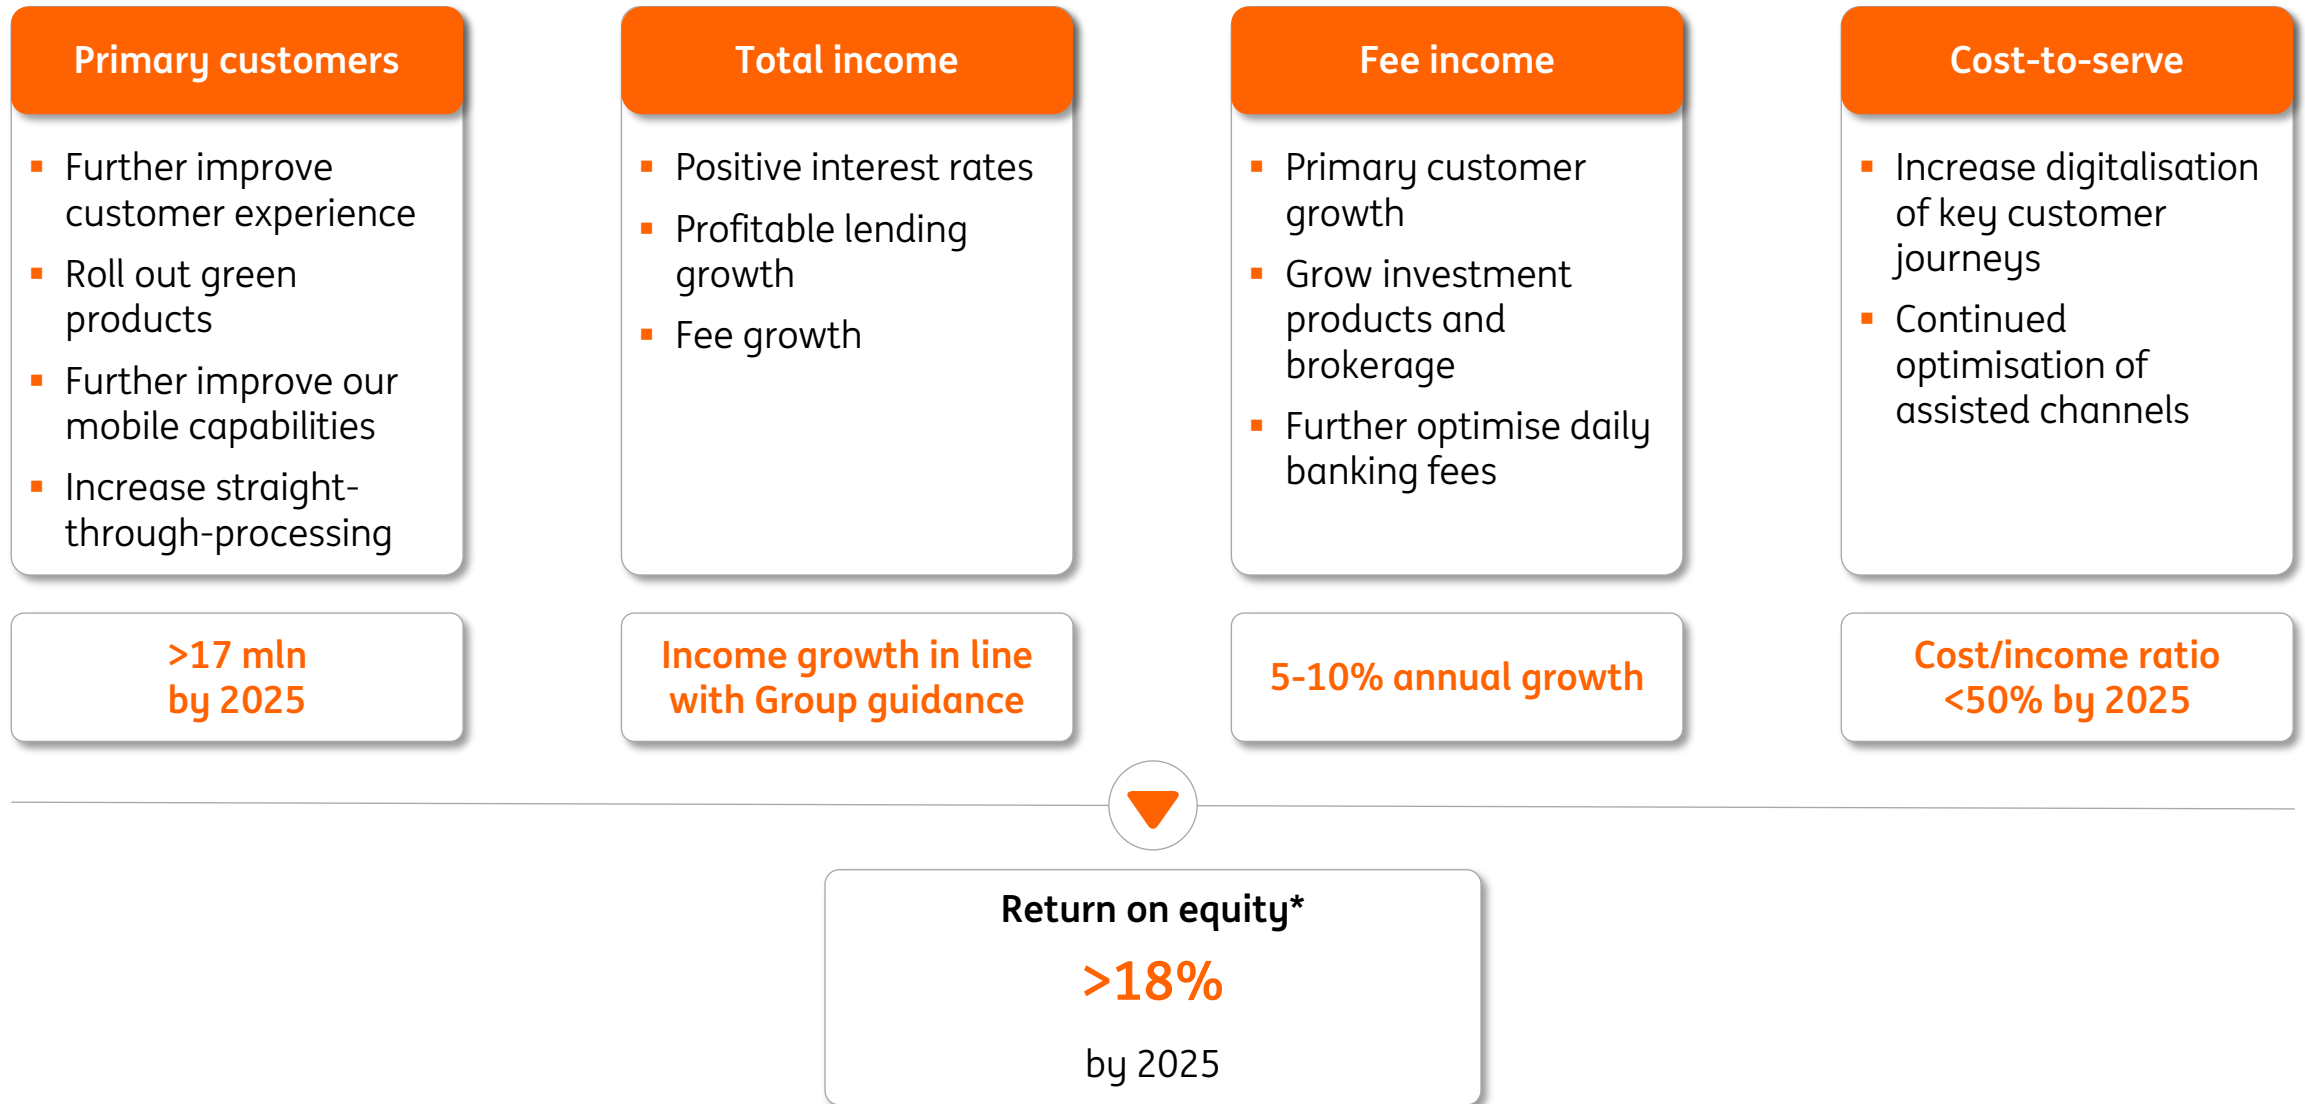 Primary customers
▪ Further improve
customer experience
▪ Roll out green
products
▪ Further improve our
mobile capabilities
▪ Increase straight-
through-processing
>17 mln
by 2025
Total income
▪ Positive interest rates
▪ Profitable lending
growth
▪ Fee growth
Income growth in line
with Group guidance
Fee income
▪ Primary customer
growth
▪ Grow investment
products and
brokerage
▪ Further optimise daily
banking fees
5-10% annual growth
Cost-to-serve
▪ Increase digitalisation
of key customer
journeys
▪ Continued
optimisation of
assisted channels
Cost/income ratio
<50% by 2025
Return on equity*
>18%
by 2025